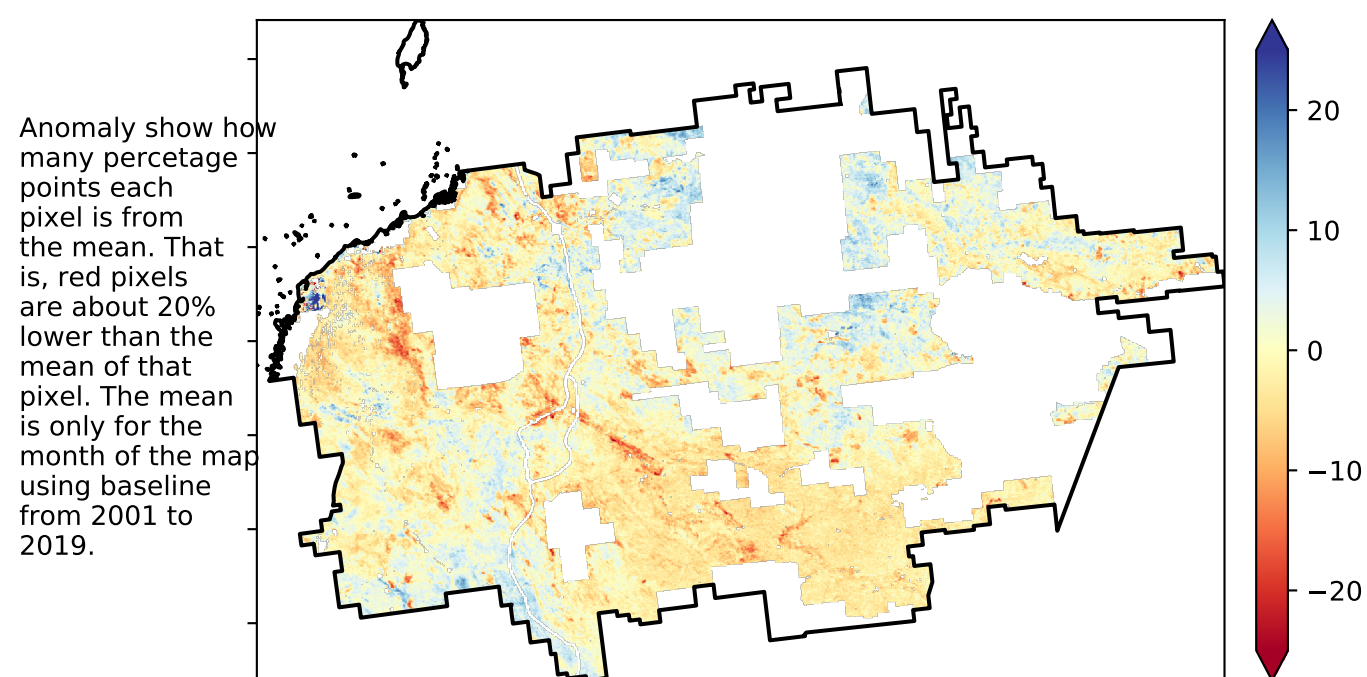 Anomaly show how
many percetage
points each
pixel is from
the mean. That
is, red pixels
are about 20%
lower than the
mean of that
pixel. The mean
is only for the
month of the map
using baseline
from 2001 to
2019.
20
10
0
−10
−20